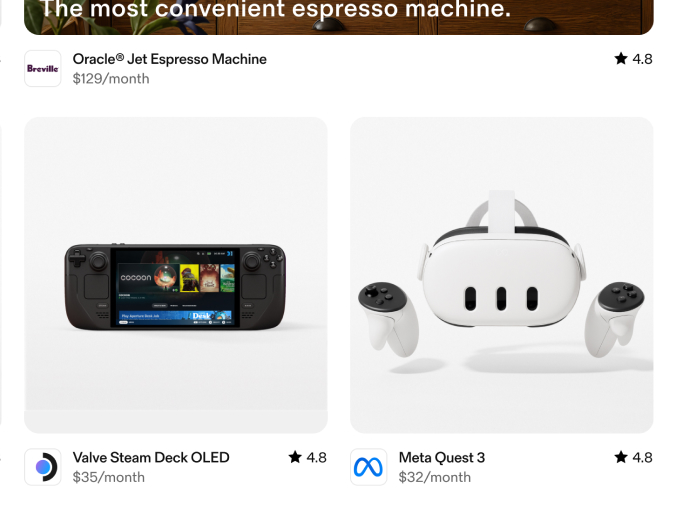 The most convenient espresso machine.
Breville
Oracle® Jet Espresso Machine
$129/month
4.8
cocoon
Valve Steam Deck OLED
$35/month
4.8
Meta Quest 3
$32/month
4.8